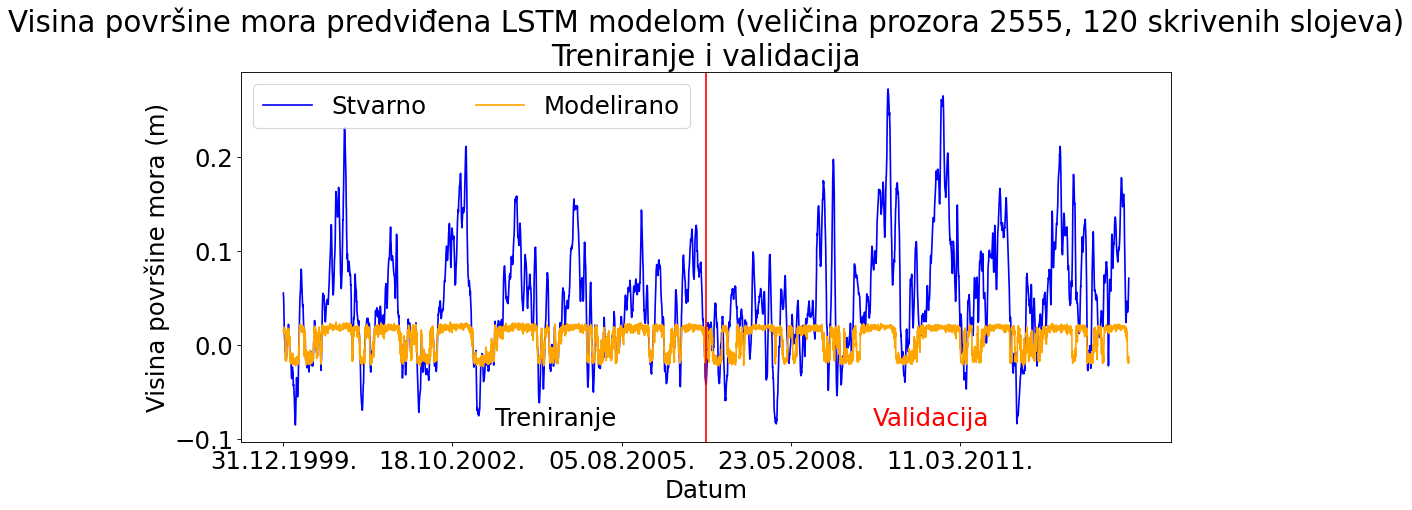 Visina površine mora predviđena LSTM modelom (veličina prozora 2555, 120 skrivenih slojeva)
Treniranje i validacija
Stvarno
Modelirano
Visina površine mora (m)
0.2
0.1
0.0
−0.1
Treniranje
Validacija
31.12.1999.
18.10.2002.
05.08.2005.
23.05.2008.
11.03.2011.
Datum